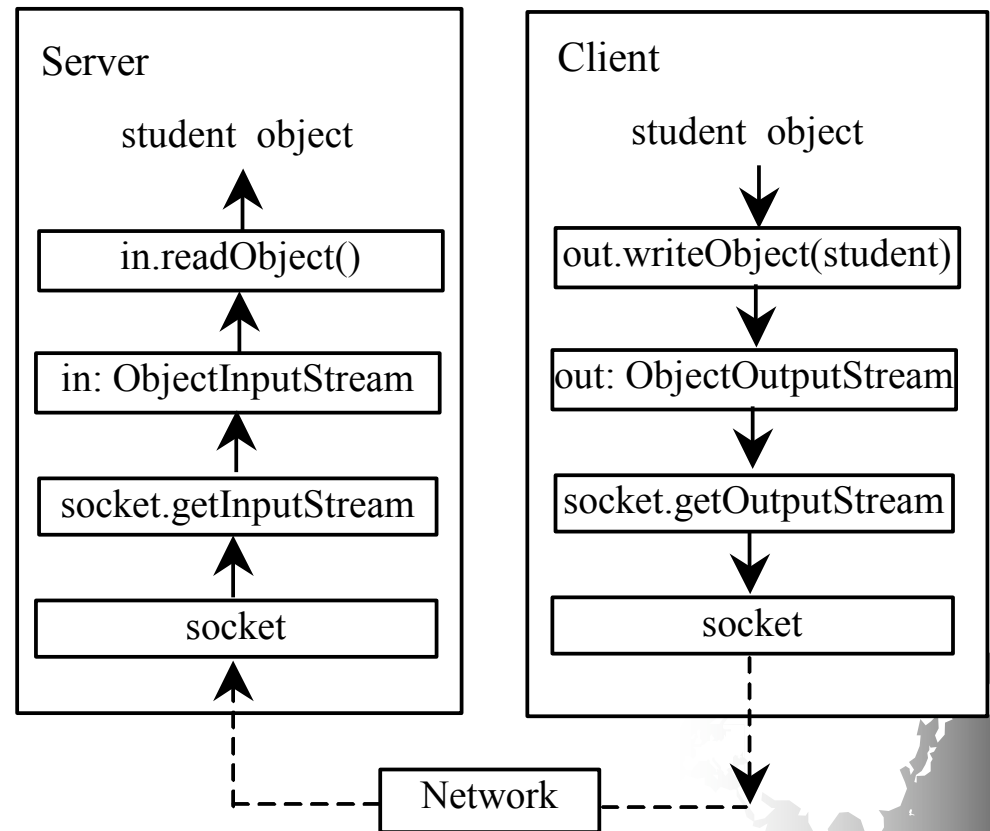 Server
student object
in.readObject()
in: ObjectInputStream
socket.getInputStream
socket
Client
student object
out.writeObject(student)
out: ObjectOutputStream
socket.getOutputStream
socket
Network